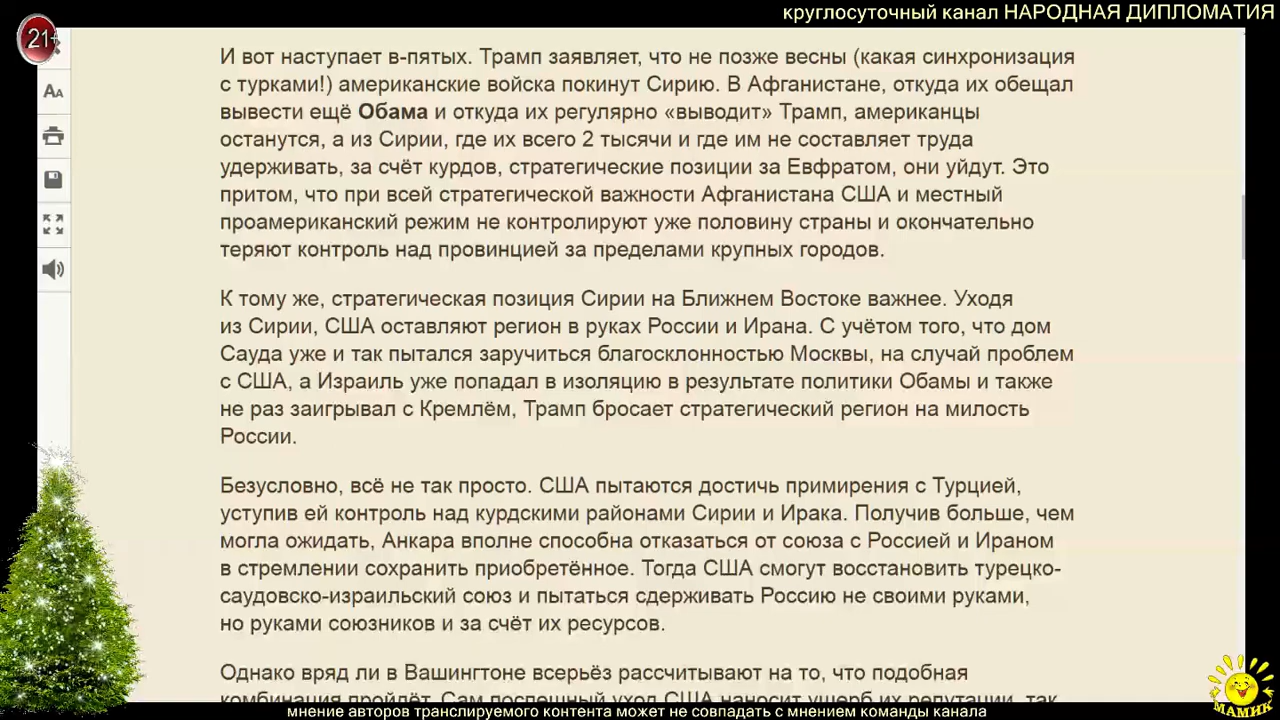 круглосуточный канал НАРОДНАЯ ДИПЛОМАТИЯ
21+
И вот наступает в-пятых. Трамп заявляет, что не позже весны (какая синхронизация
с турками!) американские войска покинут Сирию. В Афганистане, откуда их обещал
вывести ещё Обама и откуда их регулярно «выводит» Трамп, американцы
останутся, а из Сирии, где их всего 2 тысячи и где им не составляет труда
удерживать, за счёт курдов, стратегические позиции за Евфратом, они уйдут. Это
притом, что при всей стратегической важности Афганистана США и местный
проамериканский режим не контролируют уже половину страны и окончательно
теряют контроль над провинцией за пределами крупных городов.
К тому же, стратегическая позиция Сирии на Ближнем Востоке важнее. Уходя
из Сирии, США оставляют регион в руках России и Ирана. С учётом того, что дом
Сауда уже и так пытался заручиться благосклонностью Москвы, на случай проблем
с США, а Израиль уже попадал в изоляцию в результате политики Обамы и также
не раз заигрывал с Кремлём, Трамп бросает стратегический регион на милость
России.
Безусловно, всё не так просто. США пытаются достичь примирения с Турцией,
уступив ей контроль над курдскими районами Сирии и Ирака. Получив больше, чем
могла ожидать, Анкара вполне способна отказаться от союза с Россией и Ираном
в стремлении сохранить приобретённое. Тогда США смогут восстановить турецко-
саудовско-израильский союз и пытаться сдерживать Россию не своими руками,
но руками союзников и за счёт их ресурсов.
Однако вряд ли в Вашингтоне всерьёз рассчитывают на то, что подобная
комбинация пройдёт. Сам поспешный уход США наносит ущерб их репутации, так
МАМИК
мнение авторов транслируемого контента может не совпадать с мнением команды канала